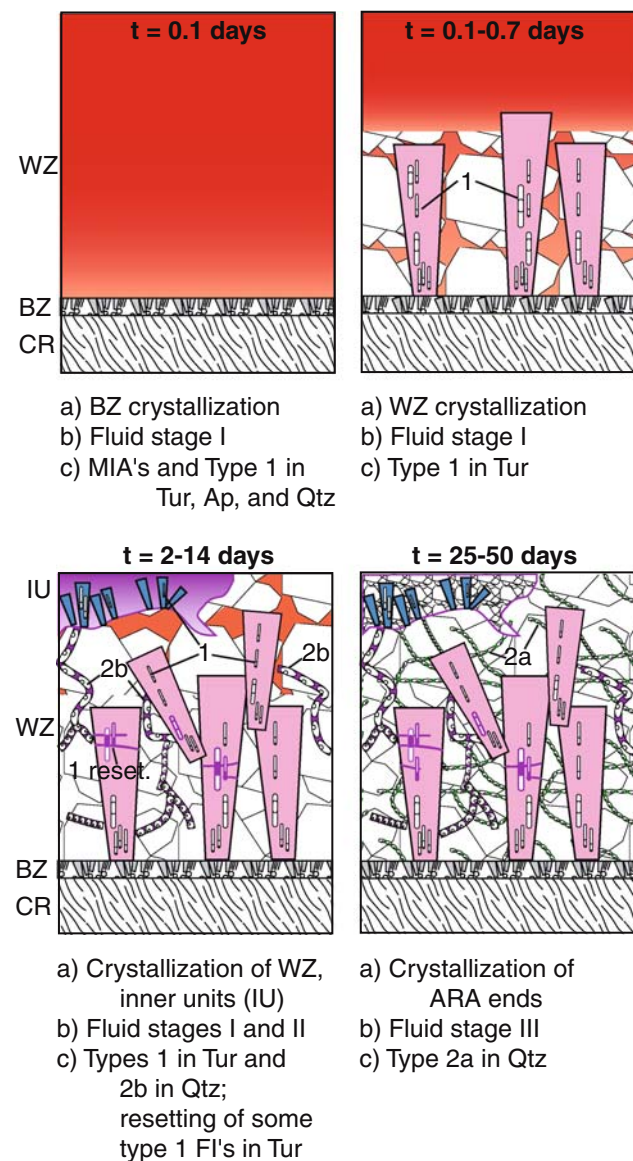 t = 0.1 days
t = 0.1-0.7 days
WZ
1
BZ
CR
a) BZ crystallization
b) Fluid stage I
c) MIA's and Type 1 in
Tur, Ap, and Qtz
a) WZ crystallization
b) Fluid stage I
c) Type 1 in Tur
t = 2-14 days
t = 25-50 days
IU
1
2b
2b
2a
WZ
1 reset.
BZ
CR
a) Crystallization of WZ,
inner units (IU)
b) Fluid stages I and II
c) Types 1 in Tur and
2b in Qtz;
resetting of some
type 1 FI's in Tur
a) Crystallization of
ARA ends
b) Fluid stage III
c) Type 2a in Qtz